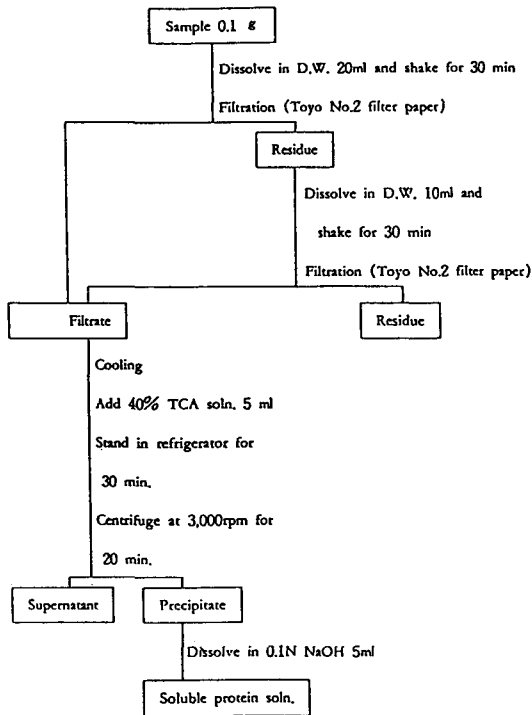 Sample 0.1 g
Dissolve in D.W. 20ml and shake for 30 min
Filtration (Toyo No.2 filter paper)
Residue
Dissolve in D.W. 10ml and
shake for 30 min
Filtration (Toyo No.2 filter paper)
Filtrate
Residue
Cooling
Add 40% TCA soln. 5 ml
Stand in refrigerator for
30 min.
Centrifuge at 3,000rpm for
20 min.
Supernatant
Precipitate
Dissolve in 0.1N NaOH 5ml
Soluble protein soln.